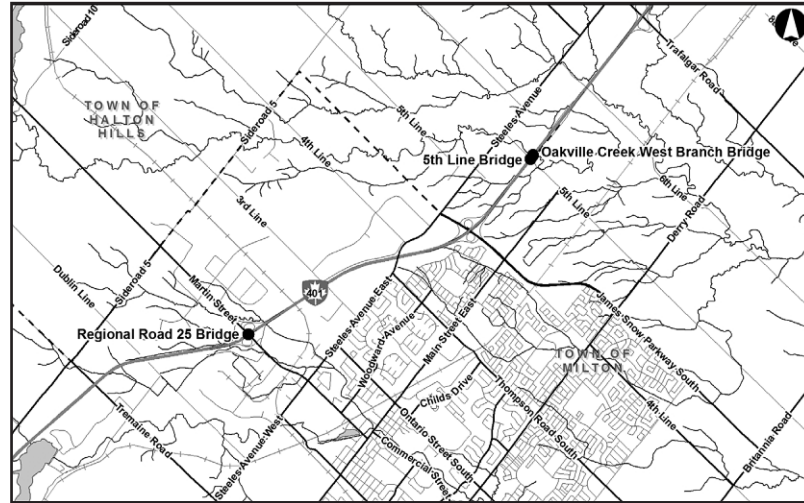 Sideroad 10
TOWN OF
HALTON
HILLS
Sideroad 5
5th Line
4th Line
3rd Line
Steeles Avenue
Trafalgar Road
5th Line Bridge
Oakville Creek West Branch Bridge
5th Line
6th Line
Derry Road
Dublin Line
Sideroad 5
Martin Street
401
Regional Road 25 Bridge
Steeles Avenue East
Woodward Avenue
Main Street East
James Snow Parkway South
TOWN OF
MILTON
Childs Drive
Thompson Road South
4th Line
Tremaine Road
Steeles Avenue West
Ontario Street South
Commercial Street
Britannia Road